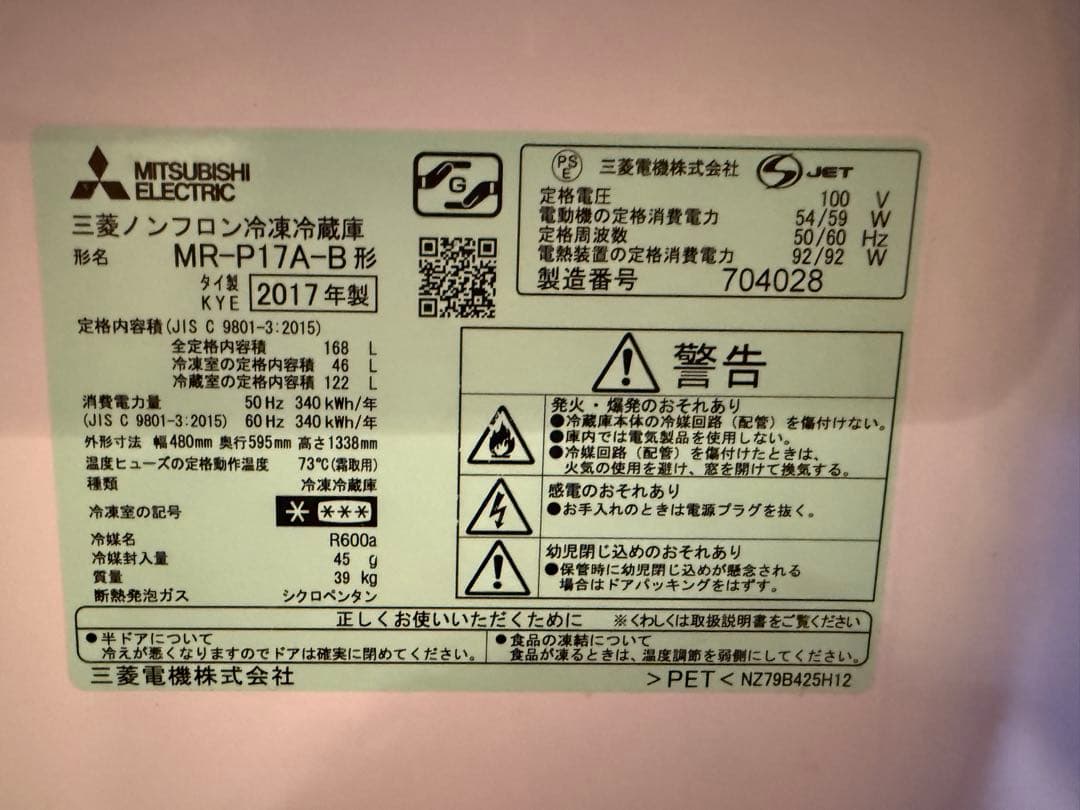 MITSUBISHI
ELECTRIC
三菱ノンフロン冷凍冷蔵庫
形名 MR-P17A-B形
タイ製
KYE 2017年製
定格内容積(JIS C 9801-3:2015)
全定格内容積 168 L
冷凍室の定格内容積 46 L
冷蔵室の定格内容積 122 L
消費電力量 50Hz 340kWh/年
(JIS C 9801-3:2015) 60Hz 340kWh/年
外形寸法 幅480mm 奥行595mm 高さ1338mm
温度ヒューズの定格動作温度 73℃(霜取用)
種類 冷凍冷蔵庫
冷凍室の記号 * ***
冷媒名 R600a
冷媒封入量 45 g
質量 39 kg
断熱発泡ガス シクロペンタン
G
PSE 三菱電機株式会社 S JET
定格電圧 100 V
電動機の定格消費電力 54/59 W
定格周波数 50/60 Hz
電熱装置の定格消費電力 92/92 W
製造番号 704028
警告
発火・爆発のおそれあり
●冷蔵庫本体の冷媒回路(配管)を傷付けない。
●庫内では電気製品を使用しない。
●冷媒回路(配管)を傷付けたときは、
火気の使用を避け、窓を開けて換気する。
感電のおそれあり
●お手入れのときは電源プラグを抜く。
幼児閉じ込めのおそれあり
●保管時に幼児閉じ込めが懸念される
場合はドアパッキングをはずす。
正しくお使いいただくために ※くわしくは取扱説明書をご覧ください
●半ドアについて
冷えが悪くなりますのでドアは確実に閉めてください。
●食品の凍結について
食品が凍るときは、温度調節を弱側にしてください。
三菱電機株式会社 >PET< NZ79B425H12